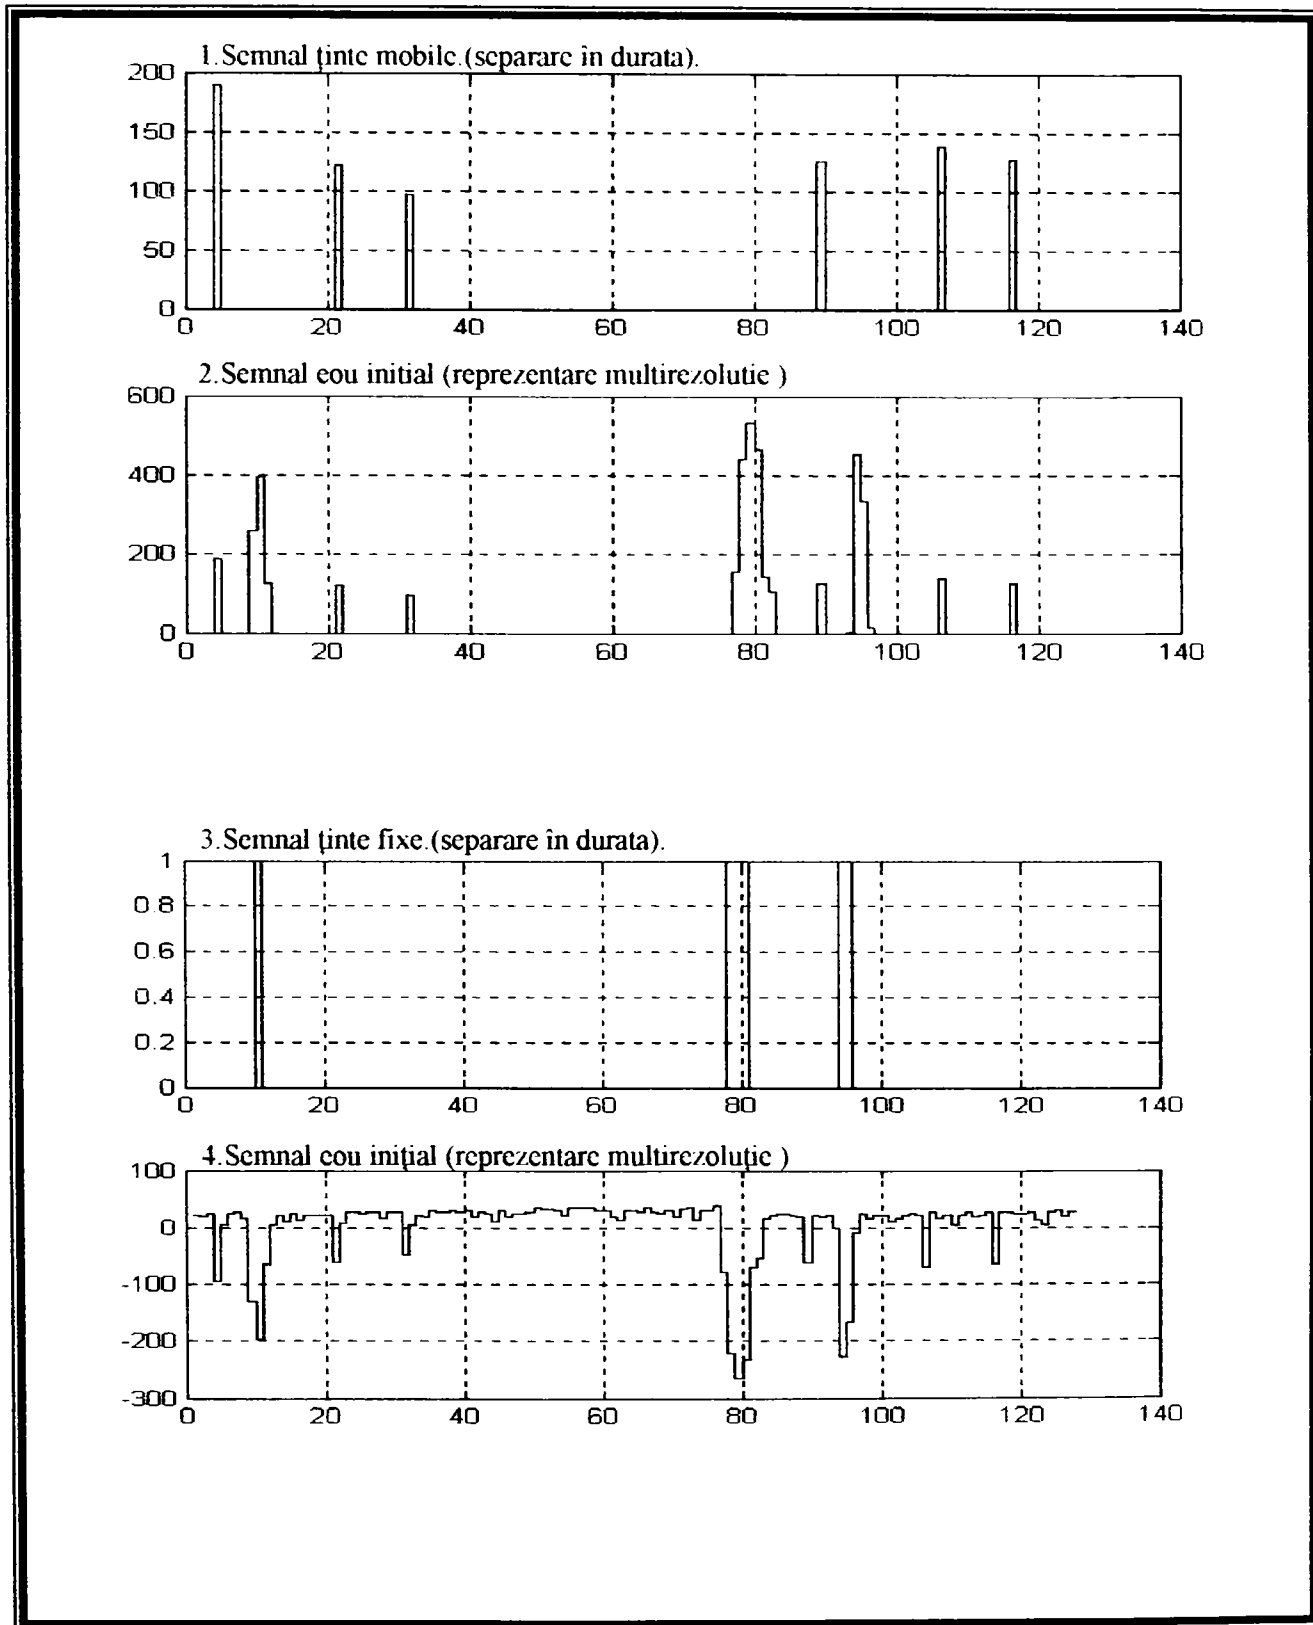 1.Semnal ținte mobile.(separare în durata).
200
150
100
50
0
0 20 40 60 80 100 120 140
2.Semnal eou initial (reprezentare multirezolutie )
600
400
200
0
0 20 40 60 80 100 120 140
3.Semnal ținte fixe.(separare în durata).
1
0.8
0.6
0.4
0.2
0
0 20 40 60 80 100 120 140
4.Semnal eou inițial (reprezentare multirezoluție )
100
0
-100
-200
-300
0 20 40 60 80 100 120 140